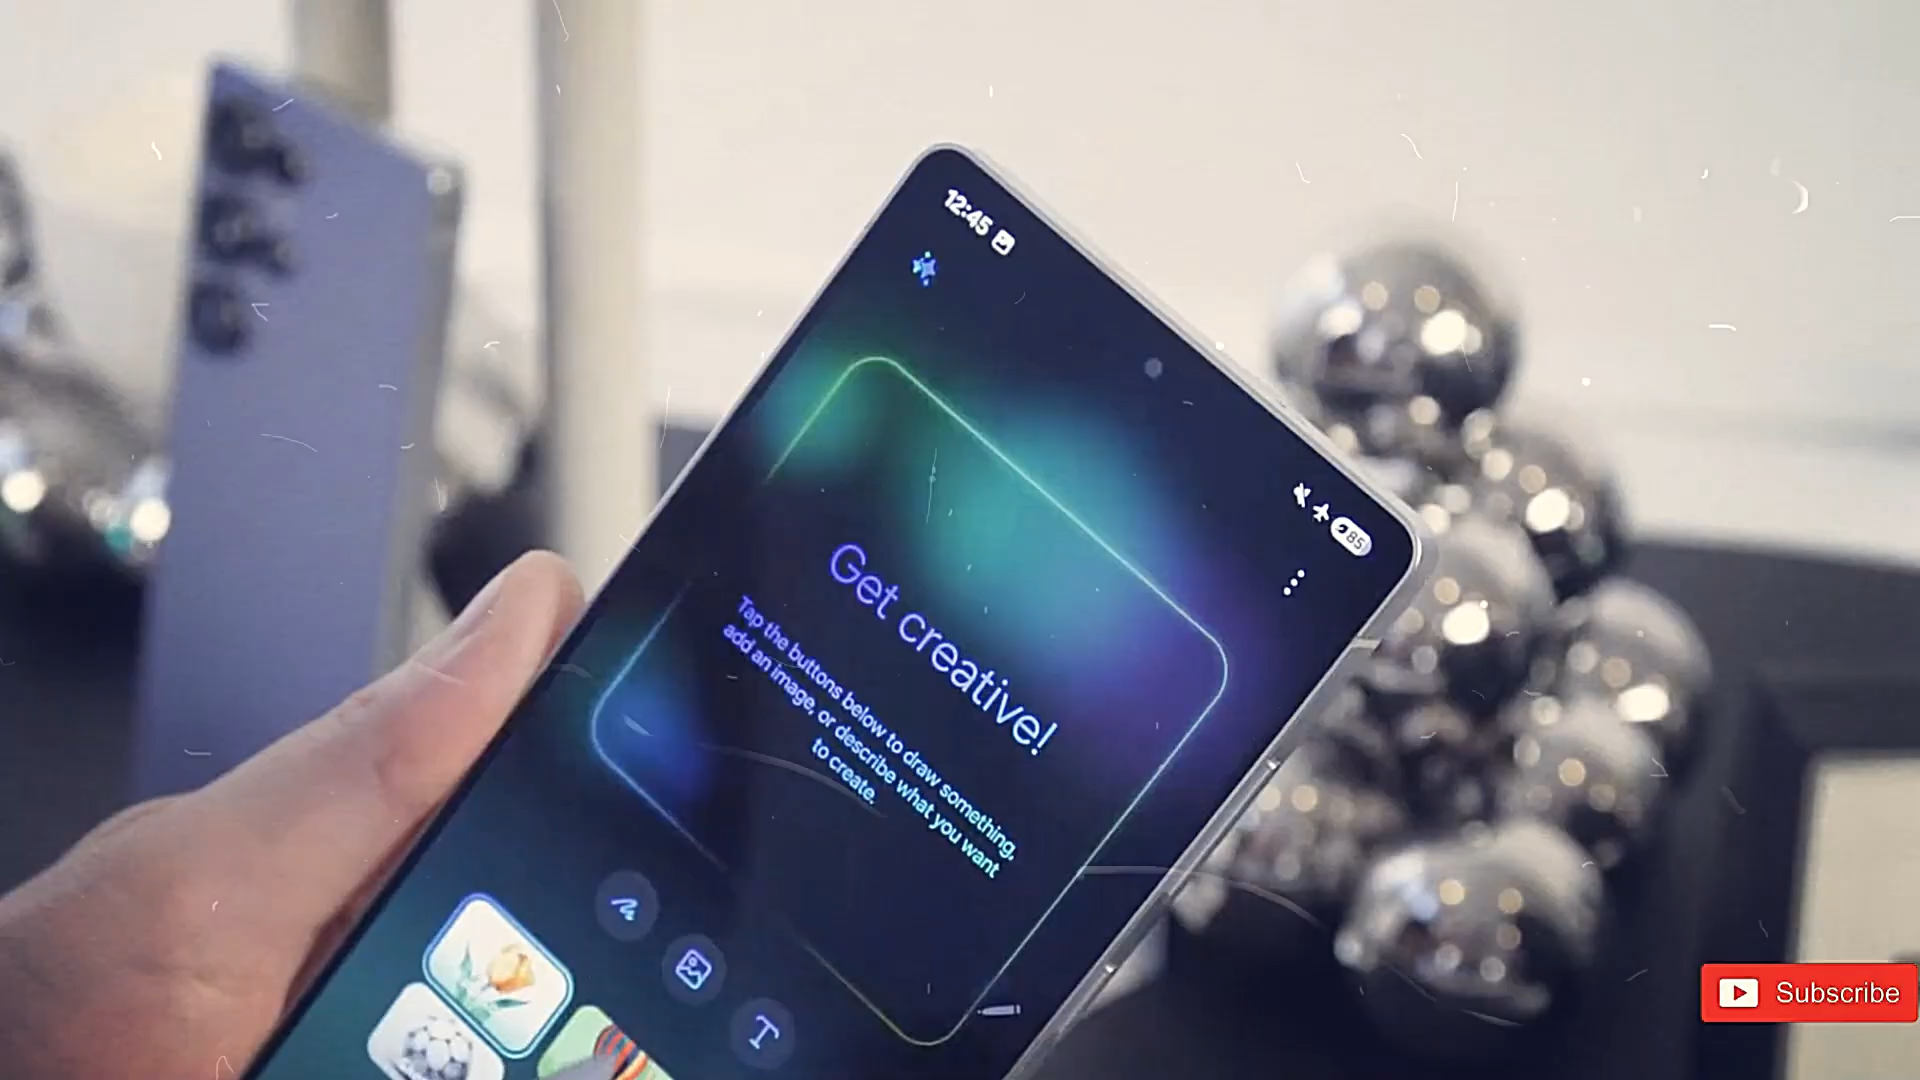 12:45
85
Get creative!
Tap the buttons below to draw something,
add an image, or describe what you want
to create.
T
Subscribe